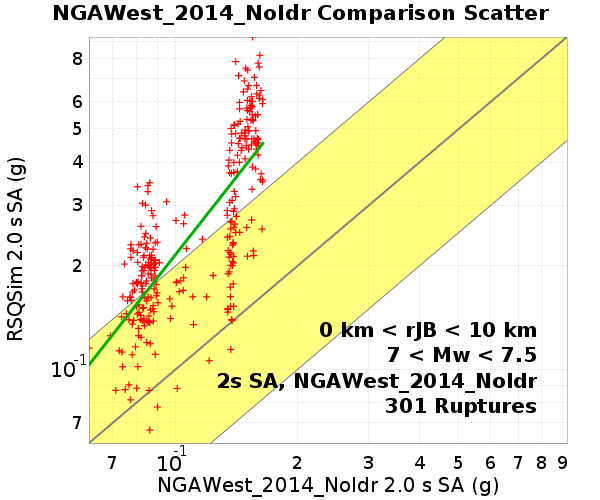 NGAWest_2014_NoIdr Comparison Scatter
RSQSim 2.0 s SA (g)
8
6
5
4
3
2
10-1
7
0 km < rJB < 10 km
7 < Mw < 7.5
2s SA, NGAWest_2014_NoIdr
301 Ruptures
7 10-1 2 3 4 5 6 7 8 9
NGAWest_2014_NoIdr 2.0 s SA (g)